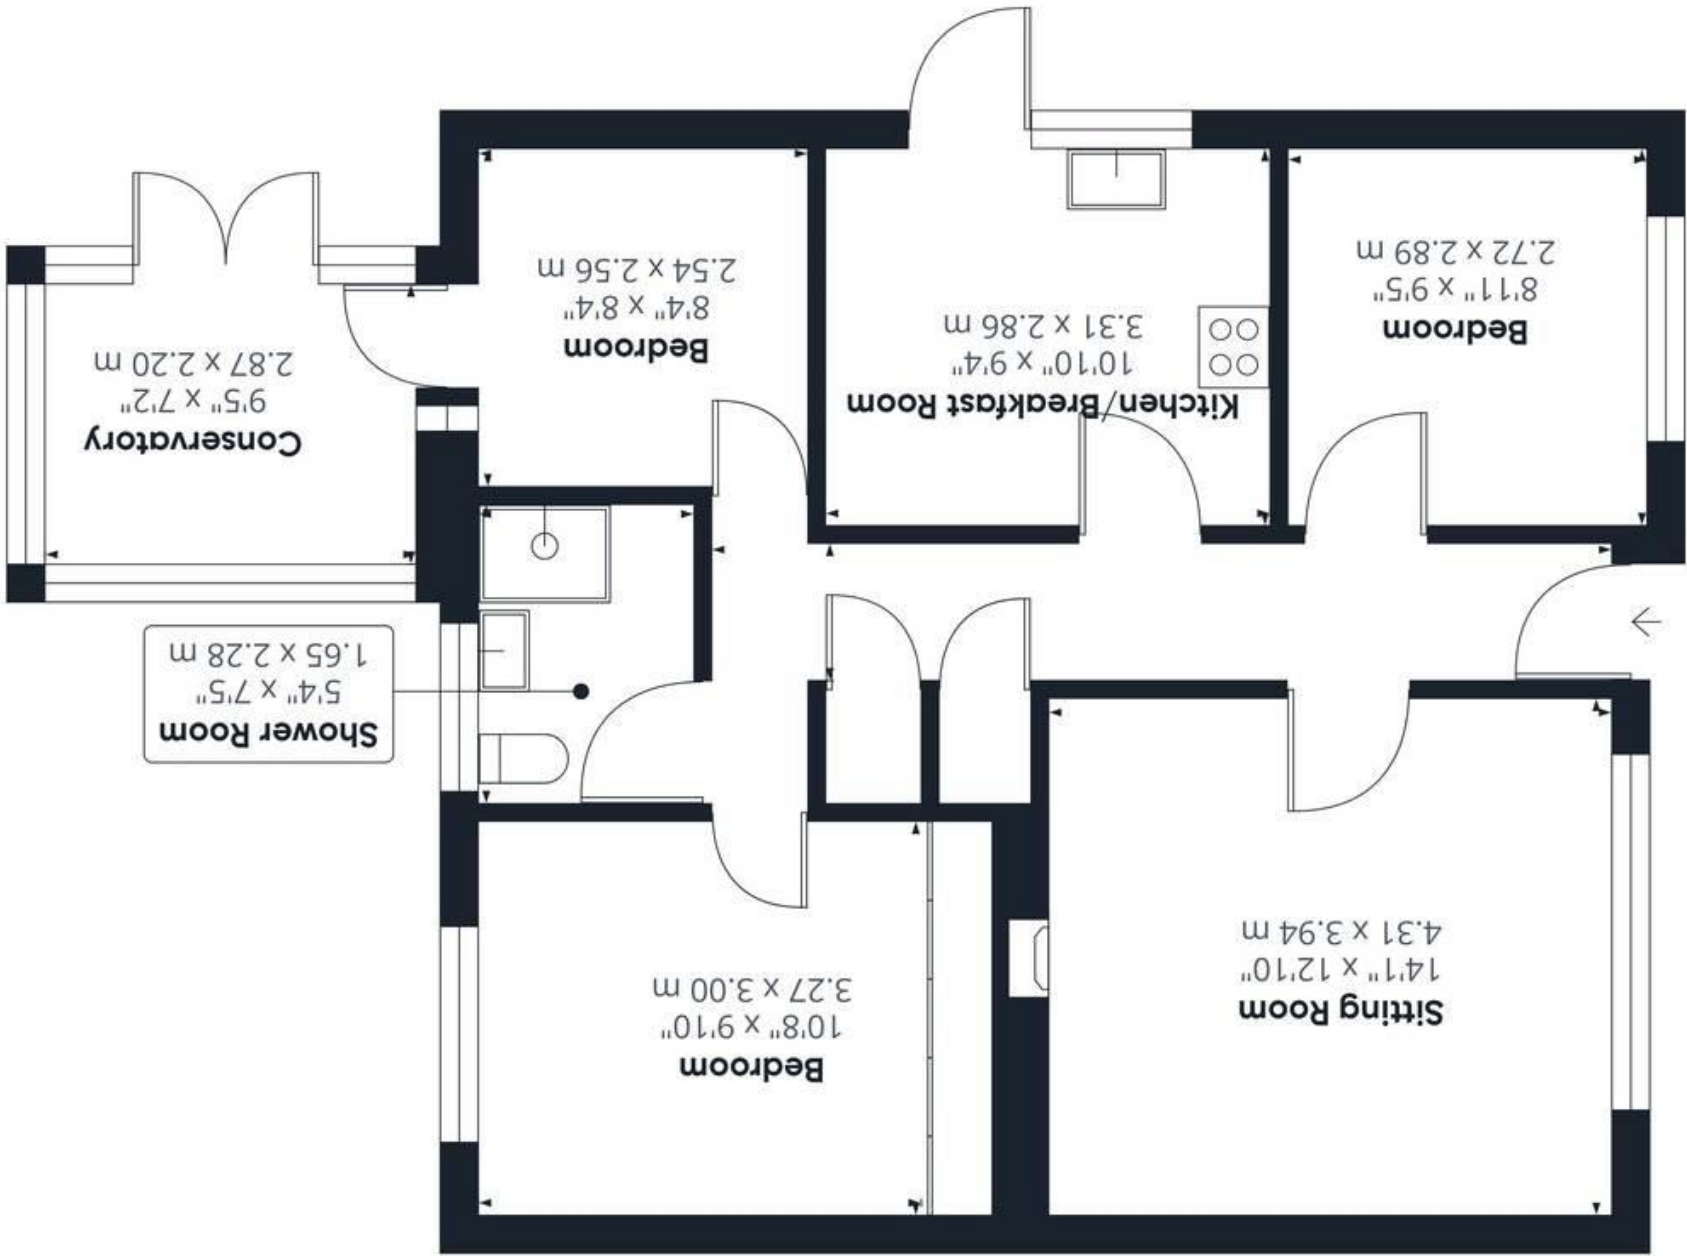 Sitting Room
14'1" x 12'10"
4.31 x 3.94 m
Bedroom
10'8" x 9'10"
3.27 x 3.00 m
Shower Room
5'4" x 7'5"
1.65 x 2.28 m
Conservatory
9'5" x 7'2"
2.87 x 2.20 m
Kitchen/Breakfast Room
10'10" x 9'4"
3.31 x 2.86 m
Bedroom
8'11" x 9'5"
2.72 x 2.89 m
Bedroom
8'4" x 8'4"
2.54 x 2.56 m